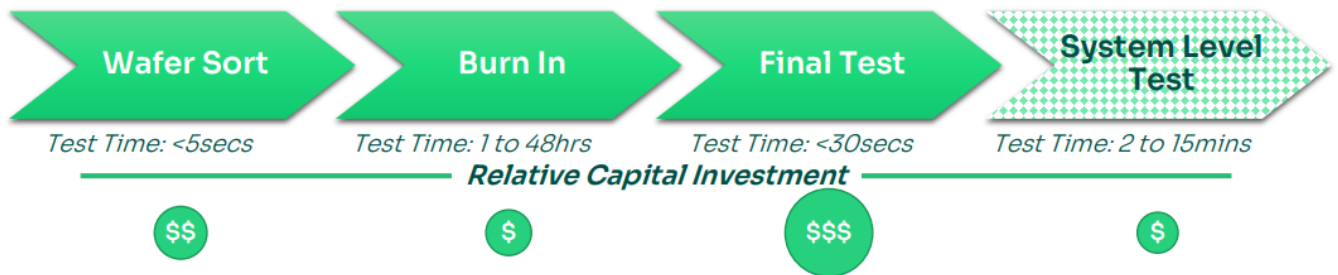 Wafer Sort
Burn In
Final Test
System Level
Test
Test Time: <5secs
Test Time: 1 to 48hrs
Test Time: <30secs
Test Time: 2 to 15mins
Relative Capital Investment
$$
$
$$$
$